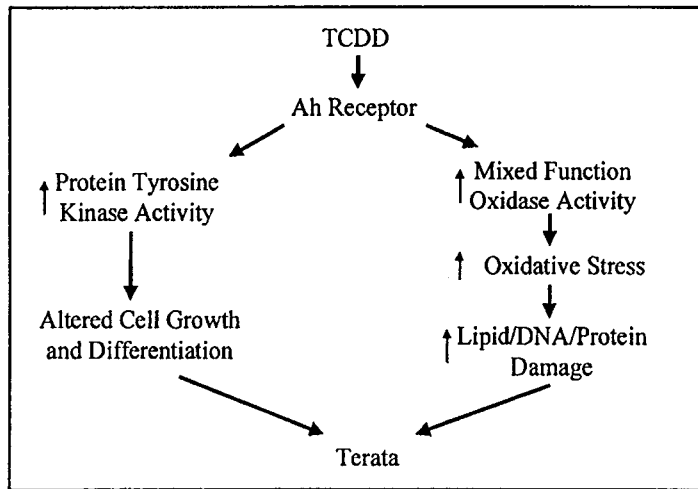 TCDD
Ah Receptor
Protein Tyrosine
Kinase Activity
Mixed Function
Oxidase Activity
Oxidative Stress
Altered Cell Growth
and Differentiation
Lipid/DNA/Protein
Damage
Terata